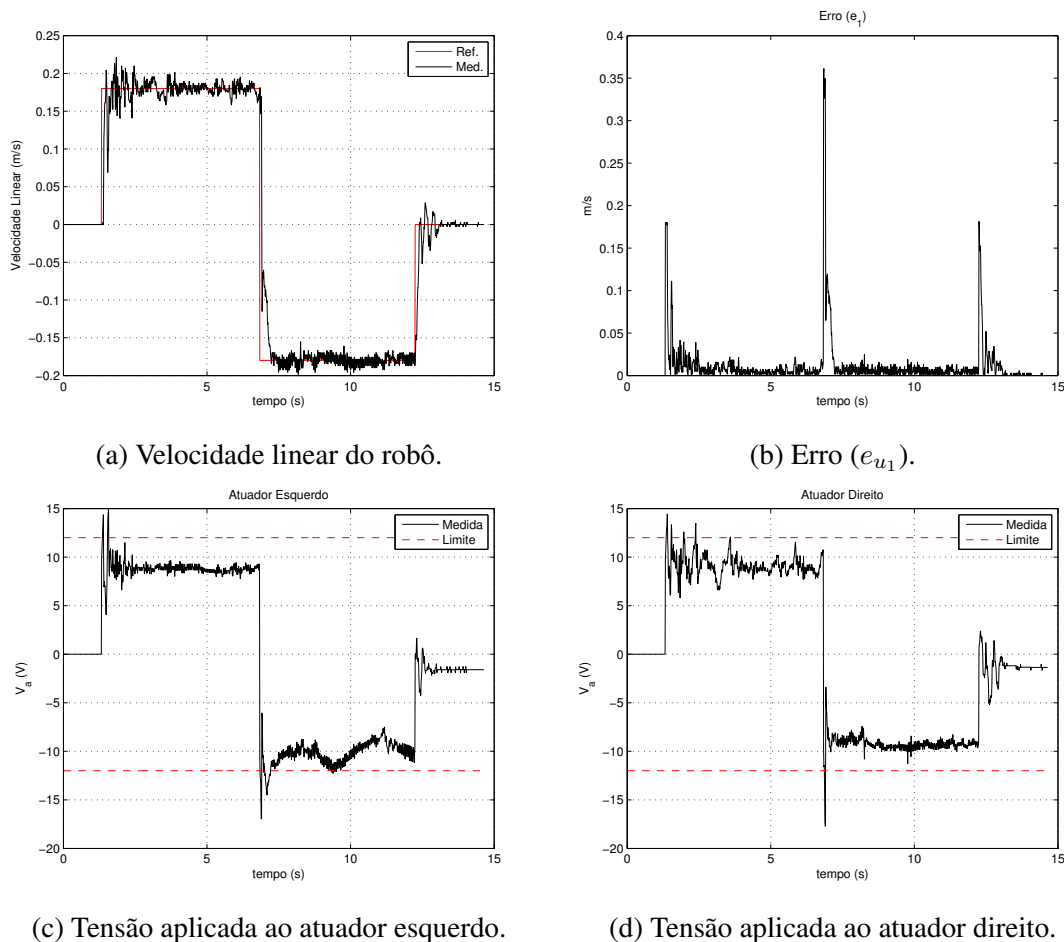 0.25
0.2
0.15
0.1
0.05
0
−0.05
−0.1
−0.15
−0.2
0
5
10
15
tempo (s)
Velocidade Linear (m/s)
Ref.
Med.
(a) Velocidade linear do robô.
Erro (e1)
0.4
0.35
0.3
0.25
0.2
0.15
0.1
0.05
0
0
5
10
15
tempo (s)
m/s
(b) Erro (eu1).
Atuador Esquerdo
15
10
5
0
−5
−10
−15
−20
0
5
10
15
tempo (s)
Va (V)
Medida
Limite
(c) Tensão aplicada ao atuador esquerdo.
Atuador Direito
15
10
5
0
−5
−10
−15
−20
0
5
10
15
tempo (s)
Va (V)
Medida
Limite
(d) Tensão aplicada ao atuador direito.